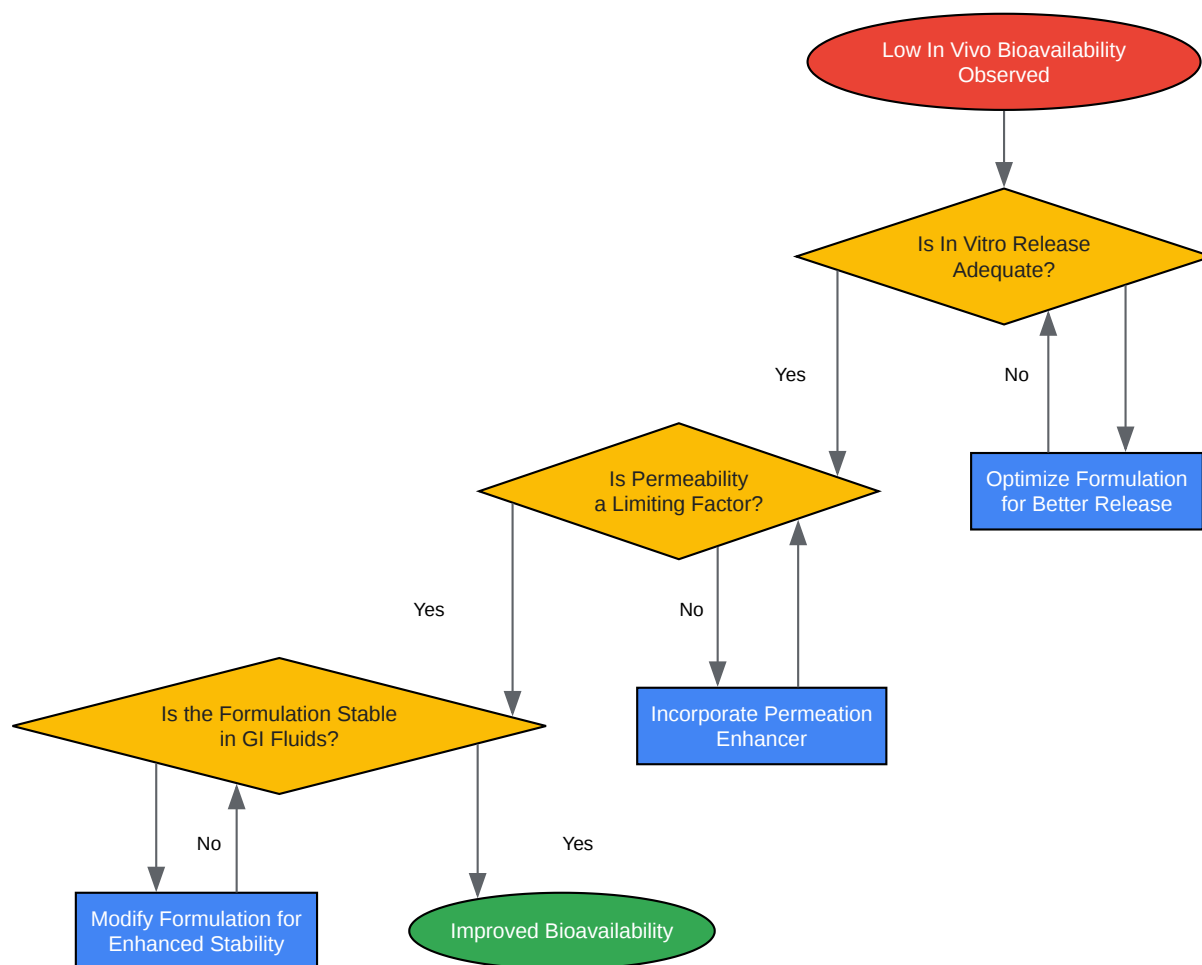 Low In Vivo Bioavailability
Observed
Is In Vitro Release
Adequate?
Yes
No
Optimize Formulation
for Better Release
Is Permeability
a Limiting Factor?
Yes
No
Incorporate Permeation
Enhancer
Is the Formulation Stable
in GI Fluids?
No
Yes
Modify Formulation for
Enhanced Stability
Improved Bioavailability